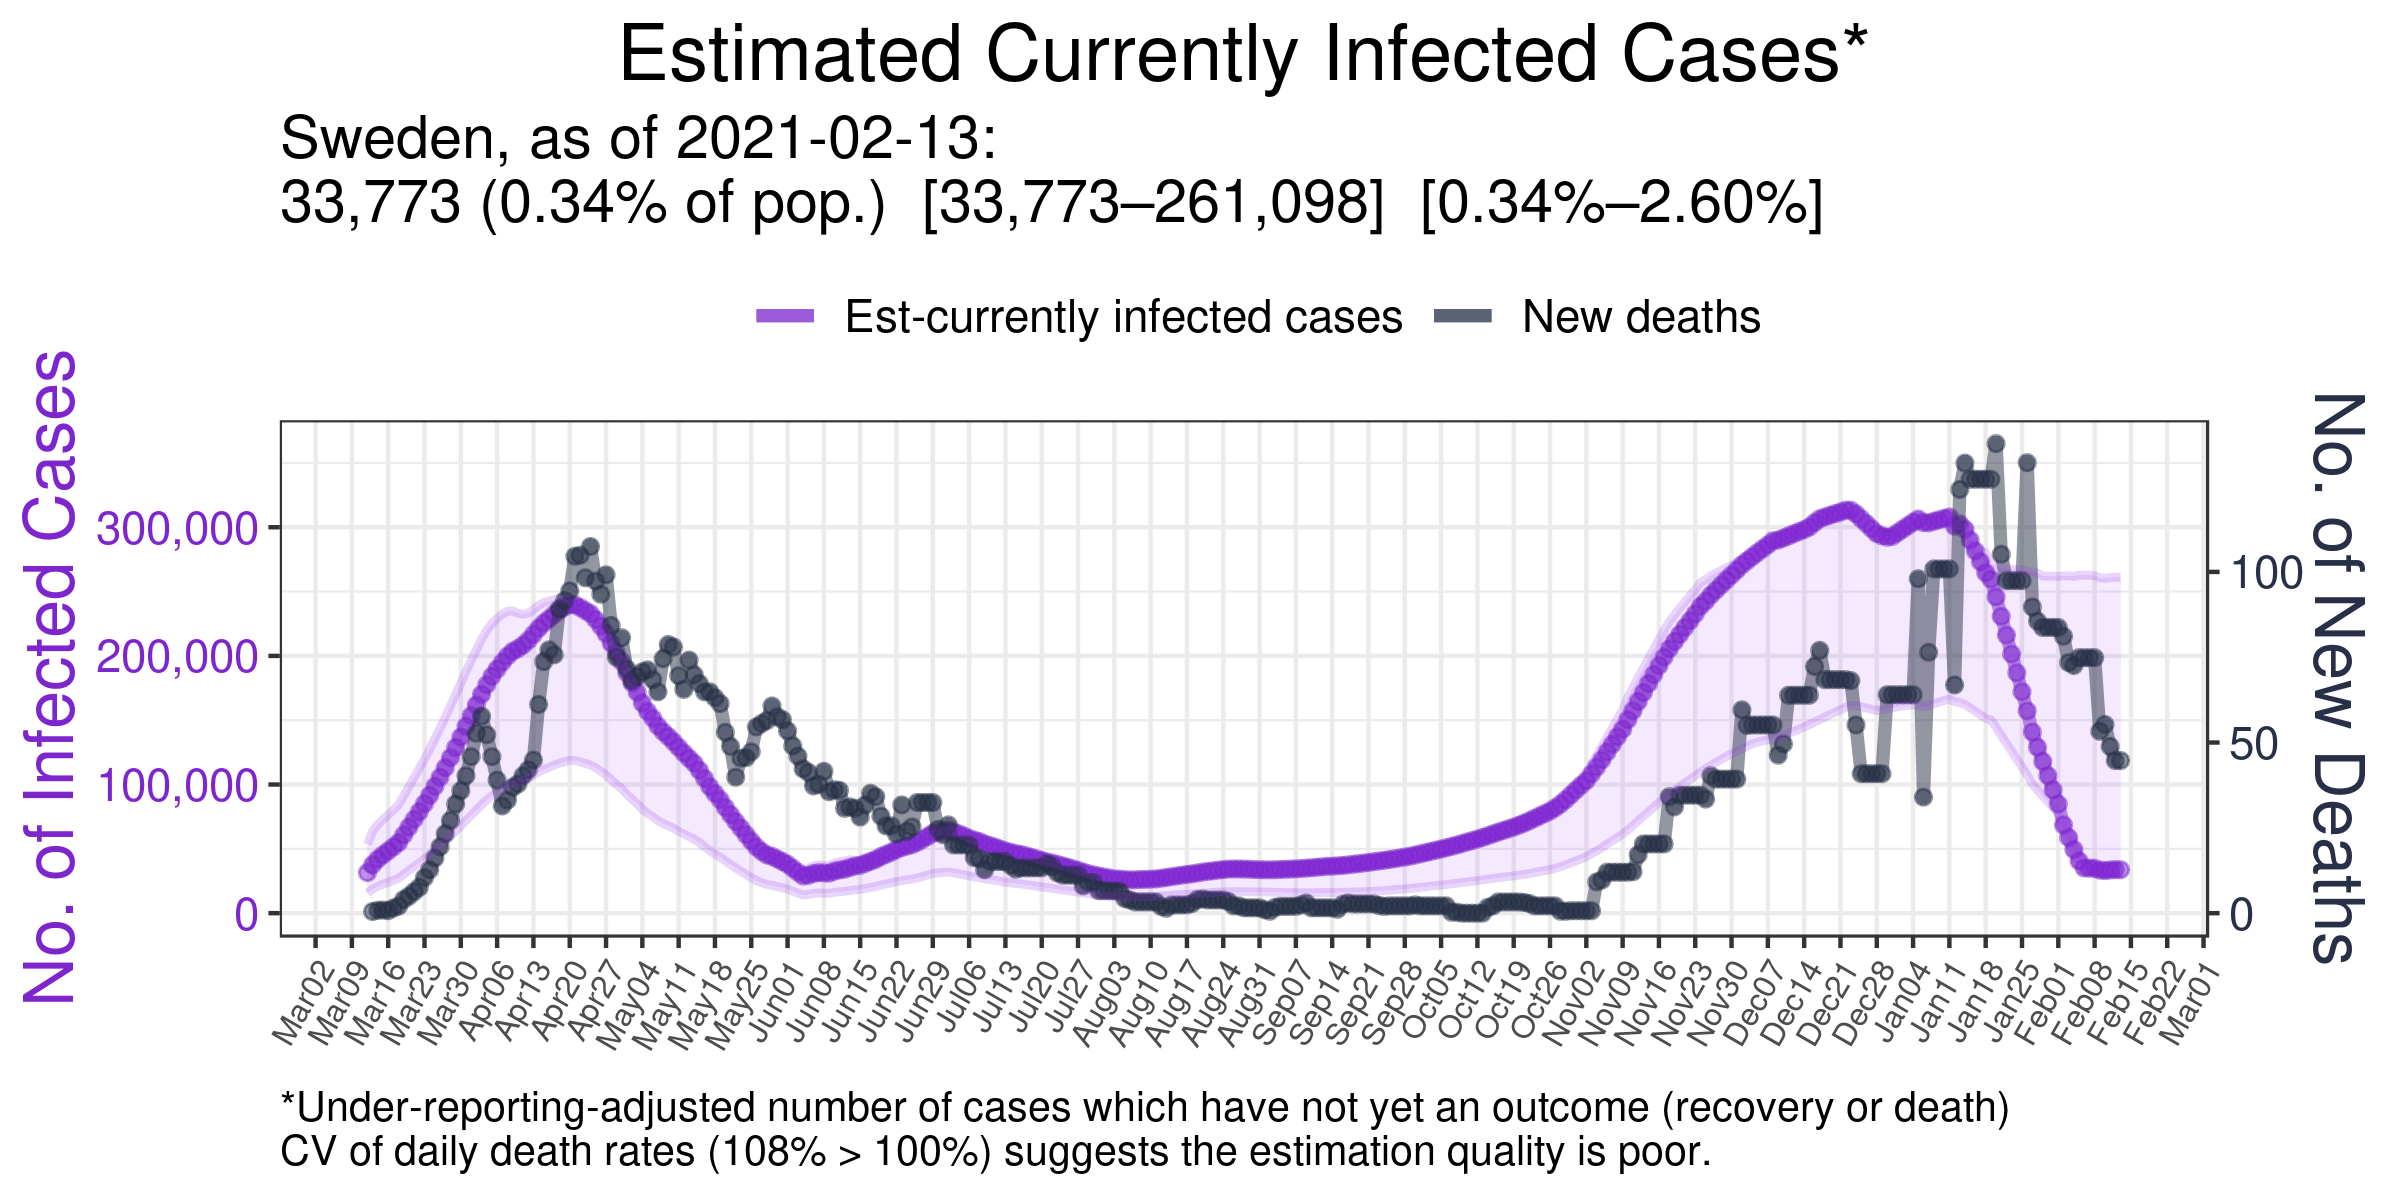 Estimated Currently Infected Cases*
Sweden, as of 2021-02-13:
33,773 (0.34% of pop.)  [33,773–261,098]  [0.34%–2.60%]
Est-currently infected cases
New deaths
No. of Infected Cases
300,000
200,000
100,000
0
No. of New Deaths
100
50
0
Mar02
Mar09
Mar16
Mar23
Mar30
Apr06
Apr13
Apr20
Apr27
May04
May11
May18
May25
Jun01
Jun08
Jun15
Jun22
Jun29
Jul06
Jul13
Jul20
Jul27
Aug03
Aug10
Aug17
Aug24
Aug31
Sep07
Sep14
Sep21
Sep28
Oct05
Oct12
Oct19
Oct26
Nov02
Nov09
Nov16
Nov23
Nov30
Dec07
Dec14
Dec21
Dec28
Jan04
Jan11
Jan18
Jan25
Feb01
Feb08
Feb15
Feb22
Mar01
*Under-reporting-adjusted number of cases which have not yet an outcome (recovery or death)
CV of daily death rates (108% > 100%) suggests the estimation quality is poor.